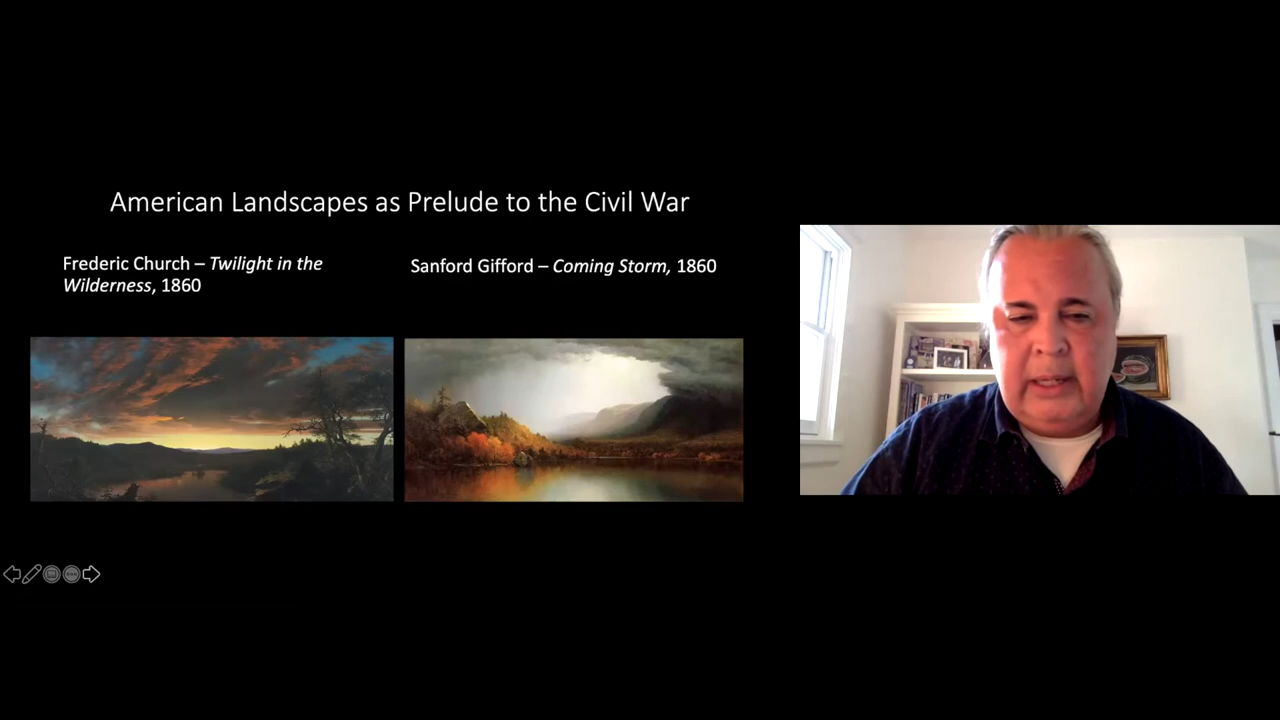 American Landscapes as Prelude to the Civil War
Frederic Church – Twilight in the
Wilderness, 1860
Sanford Gifford – Coming Storm, 1860